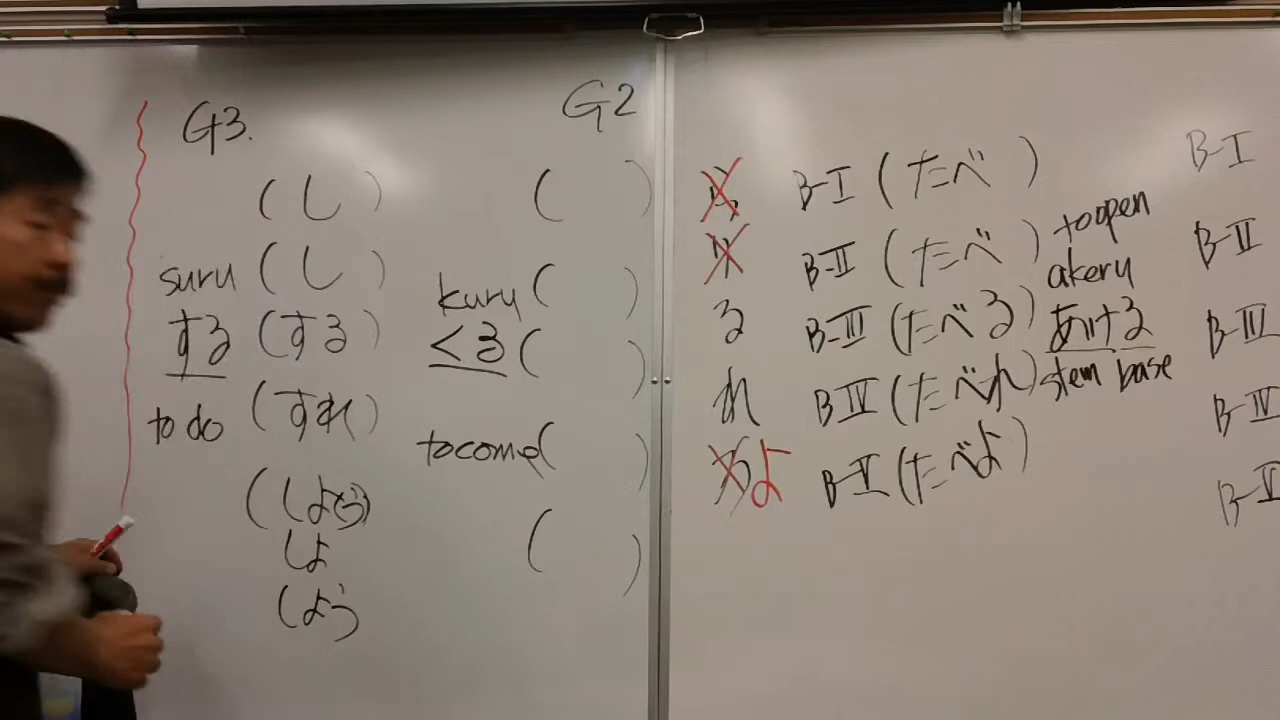 G3.
(し)
suru (し)
する (する)
to do (すれ)
(しよ(う))
しよ
しよう
G2
( )
kuru ( )
くる ( )
to come ( )
( )
B-I (たべ)
B-II (たべ)
る B-III (たべる)
れ B-IV (たべれ)
よ B-V (たべよ)
to open
akeru
あける
stem base
B-I
B-II
B-III
B-IV